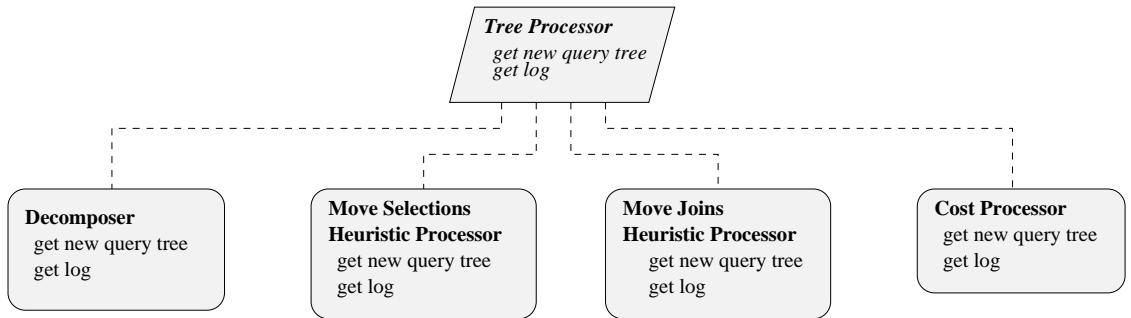 Tree Processor
get new query tree
get log
Decomposer
get new query tree
get log
Move Selections
Heuristic Processor
get new query tree
get log
Move Joins
Heuristic Processor
get new query tree
get log
Cost Processor
get new query tree
get log